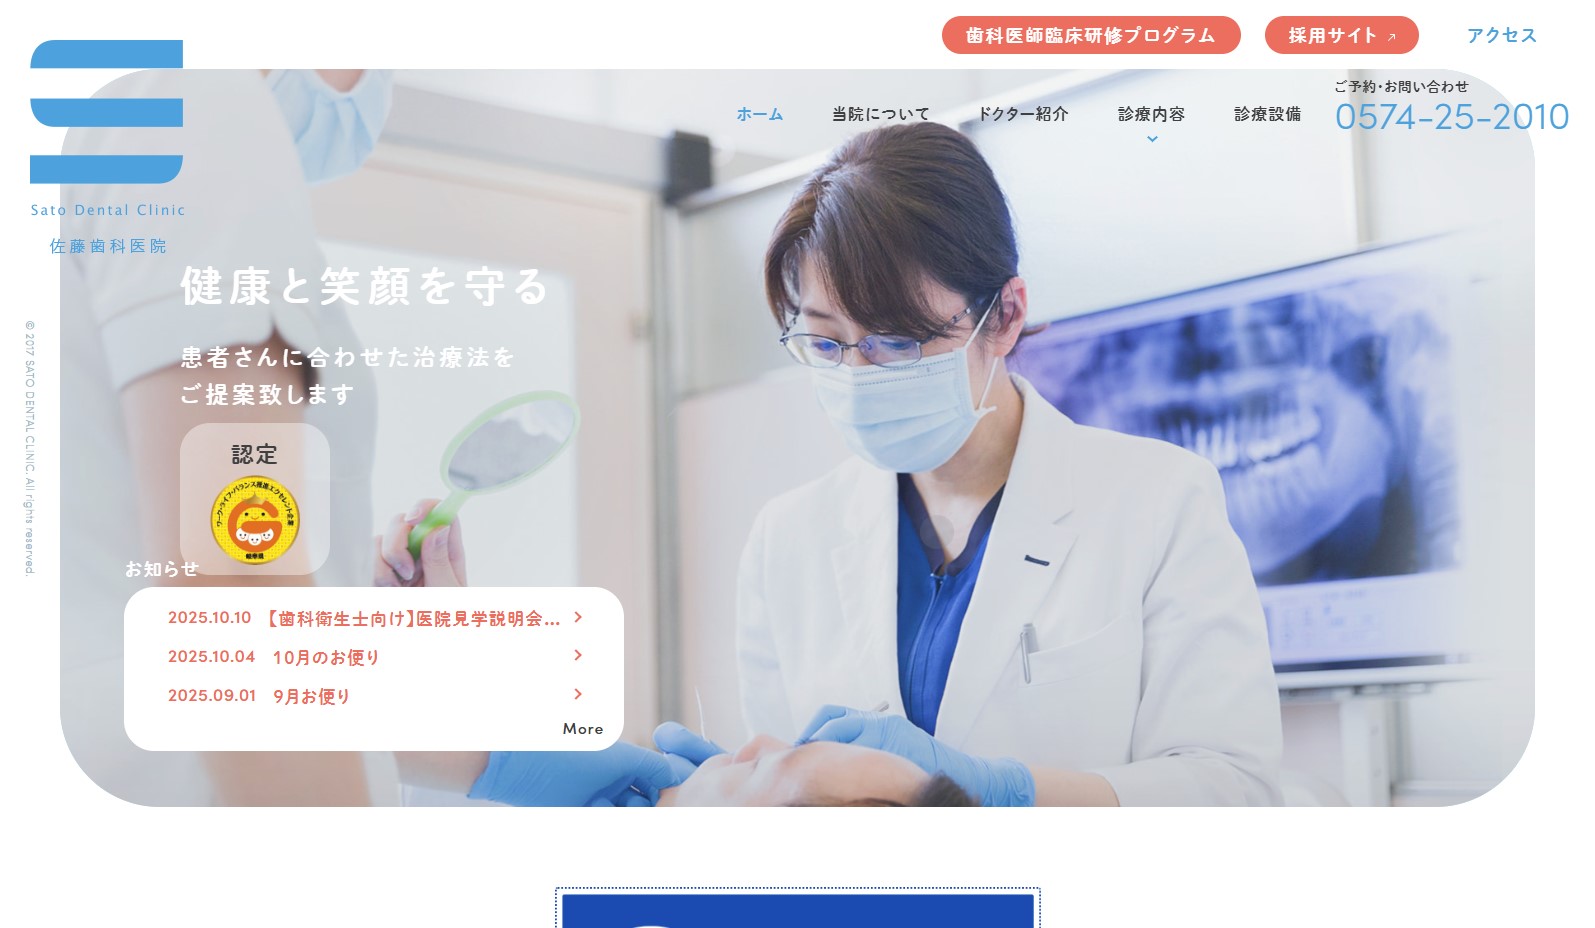 歯科医師臨床研修プログラム
採用サイト
アクセス
Sato Dental Clinic
佐藤歯科医院
ホーム
当院について
ドクター紹介
診療内容
診療設備
ご予約・お問い合わせ
0574-25-2010
健康と笑顔を守る
患者さんに合わせた治療法を
ご提案致します
認定
ワーク・ライフ・バランス推進エクセレント企業
岐阜県
お知らせ
2025.10.10 【歯科衛生士向け】医院見学説明会...
2025.10.04 10月のお便り
2025.09.01 9月お便り
More
© 2017 SATO DENTAL CLINIC. All rights reserved.